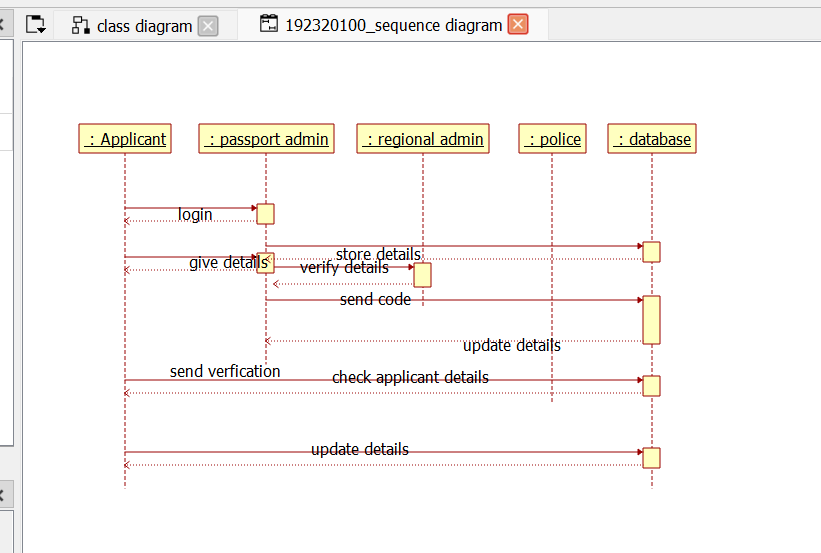 class diagram
192320100_sequence diagram
: Applicant
: passport admin
: regional admin
: police
: database
login
store details
give details
verify details
send code
update details
send verfication
check applicant details
update details